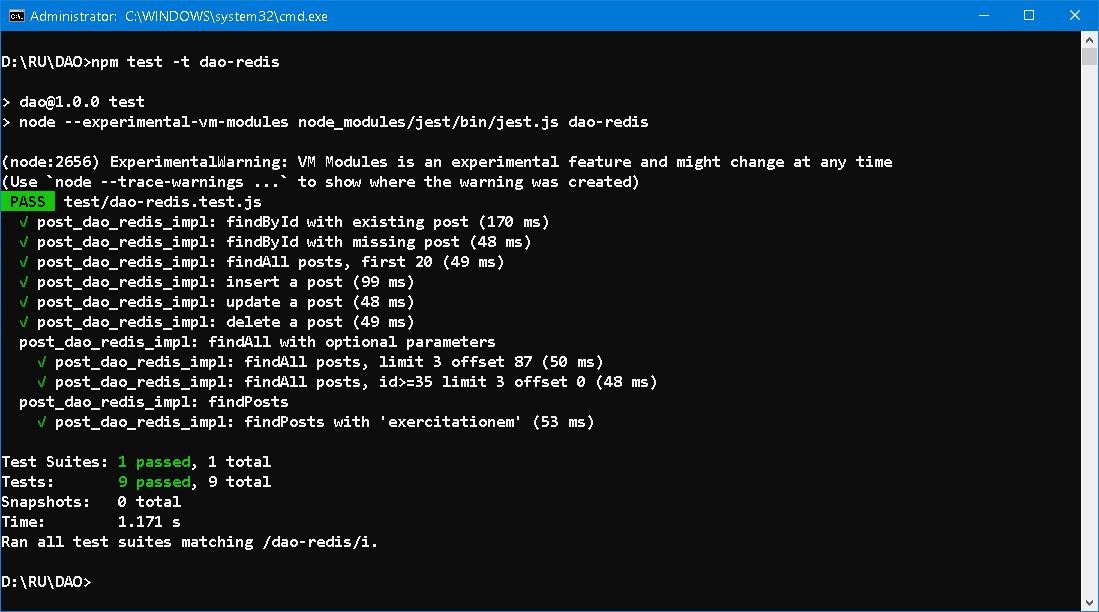 Administrator: C:\WINDOWS\system32\cmd.exe
D:\RU\DAO>npm test -t dao-redis
> dao@1.0.0 test
> node --experimental-vm-modules node_modules/jest/bin/jest.js dao-redis
(node:2656) ExperimentalWarning: VM Modules is an experimental feature and might change at any time
(Use `node --trace-warnings ...` to show where the warning was created)
PASS test/dao-redis.test.js
√ post_dao_redis_impl: findById with existing post (170 ms)
√ post_dao_redis_impl: findById with missing post (48 ms)
√ post_dao_redis_impl: findAll posts, first 20 (49 ms)
√ post_dao_redis_impl: insert a post (99 ms)
√ post_dao_redis_impl: update a post (48 ms)
√ post_dao_redis_impl: delete a post (49 ms)
post_dao_redis_impl: findAll with optional parameters
√ post_dao_redis_impl: findAll posts, limit 3 offset 87 (50 ms)
√ post_dao_redis_impl: findAll posts, id>=35 limit 3 offset 0 (48 ms)
post_dao_redis_impl: findPosts
√ post_dao_redis_impl: findPosts with 'exercitationem' (53 ms)
Test Suites: 1 passed, 1 total
Tests: 9 passed, 9 total
Snapshots: 0 total
Time: 1.171 s
Ran all test suites matching /dao-redis/i.
D:\RU\DAO>